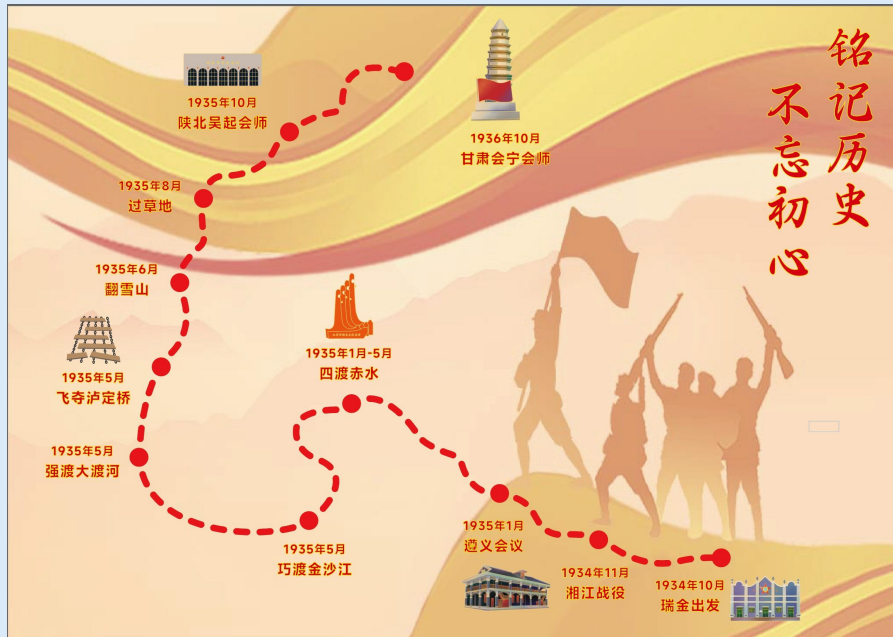 铭记历史
不忘初心
1935年10月
陕北吴起会师
1936年10月
甘肃会宁会师
1935年8月
过草地
1935年6月
翻雪山
1935年5月
飞夺泸定桥
1935年1月-5月
四渡赤水
1935年5月
强渡大渡河
1935年5月
巧渡金沙江
1935年1月
遵义会议
1934年11月
湘江战役
1934年10月
瑞金出发